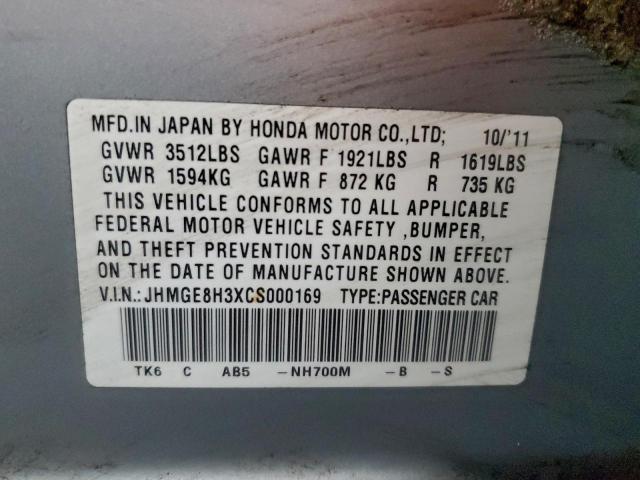 MFD.IN JAPAN BY HONDA MOTOR CO.,LTD; 10/'11
GVWR 3512LBS GAWR F 1921LBS R 1619LBS
GVWR 1594KG GAWR F 872 KG R 735 KG
THIS VEHICLE CONFORMS TO ALL APPLICABLE
FEDERAL MOTOR VEHICLE SAFETY ,BUMPER,
AND THEFT PREVENTION STANDARDS IN EFFECT
ON THE DATE OF MANUFACTURE SHOWN ABOVE.
V.I.N.: JHMGE8H3XCS000169 TYPE:PASSENGER CAR
TK6 C AB5 -NH700M -B -S